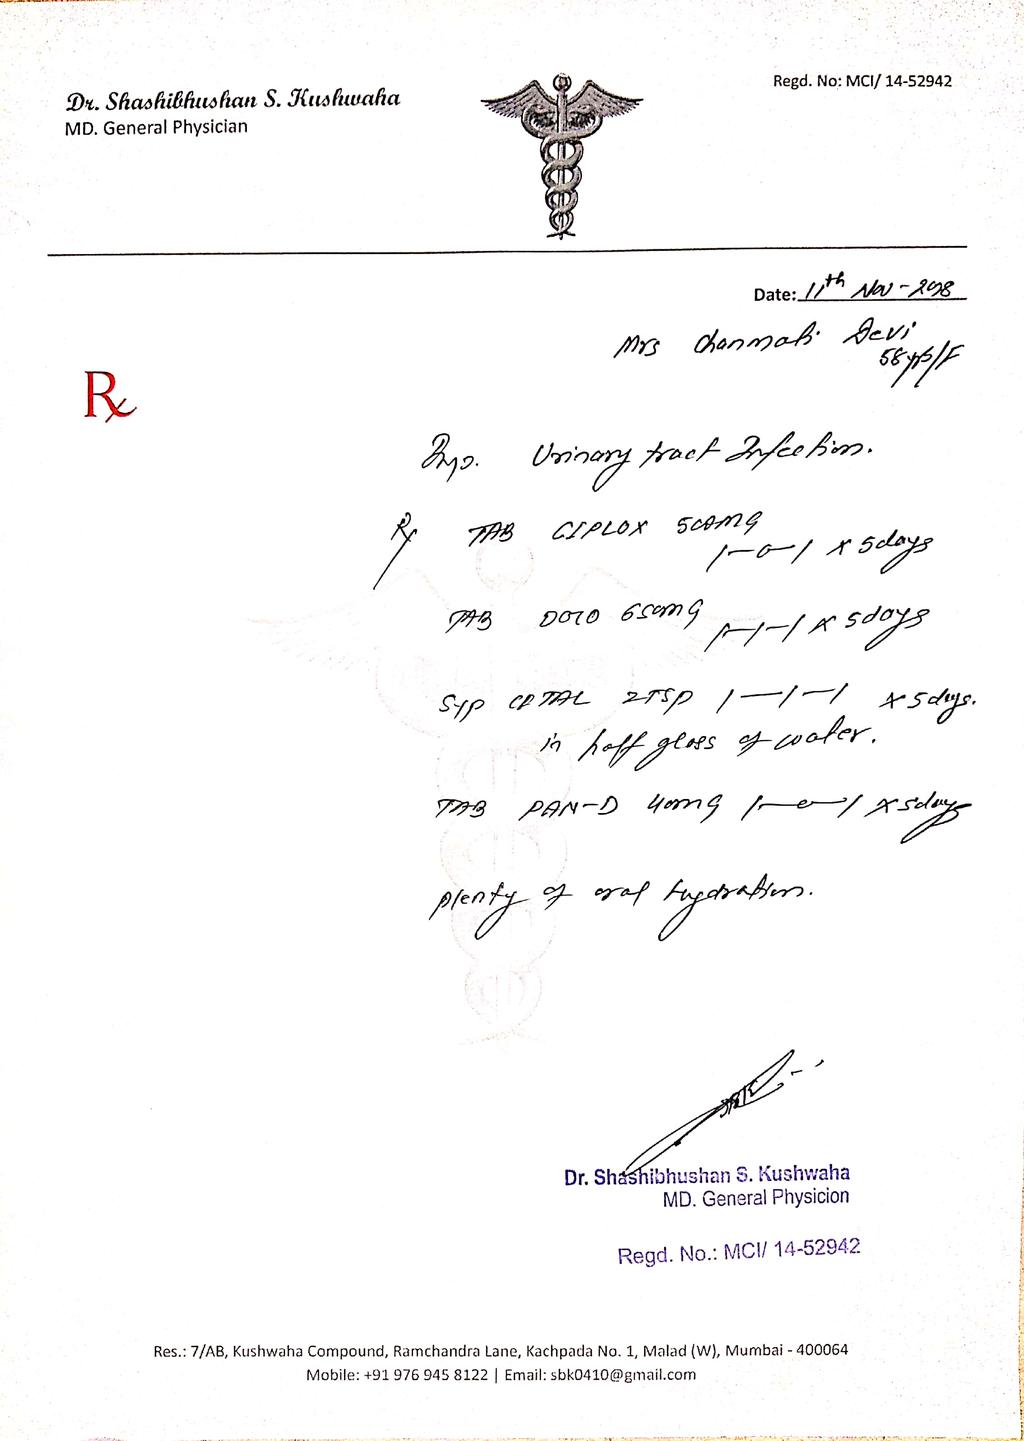 Dr. Shashibhushan S. Kushwaha
MD. General Physician
Regd. No: MCI/ 14-52942
Date: 11th Nov - 2018
Mrs Chanmati Devi
58 yrs/F
Rx
Imp. Urinary tract Infection.
Rx TAB CIPLOX 500MG
1-0-1 x 5days
TAB DOLO 650mg
1-1-1 x 5days
Syp CITAL 2TSP 1-1-1 x 5days.
in half glass of water.
TAB PAN-D 40mg 1-0-1 x 5days
plenty of oral Hydration.
Dr. Shashibhushan S. Kushwaha
MD. General Physicion
Regd. No.: MCI/ 14-52942
Res.: 7/AB, Kushwaha Compound, Ramchandra Lane, Kachpada No. 1, Malad (W), Mumbai - 400064
Mobile: +91 976 945 8122 | Email: sbk0410@gmail.com